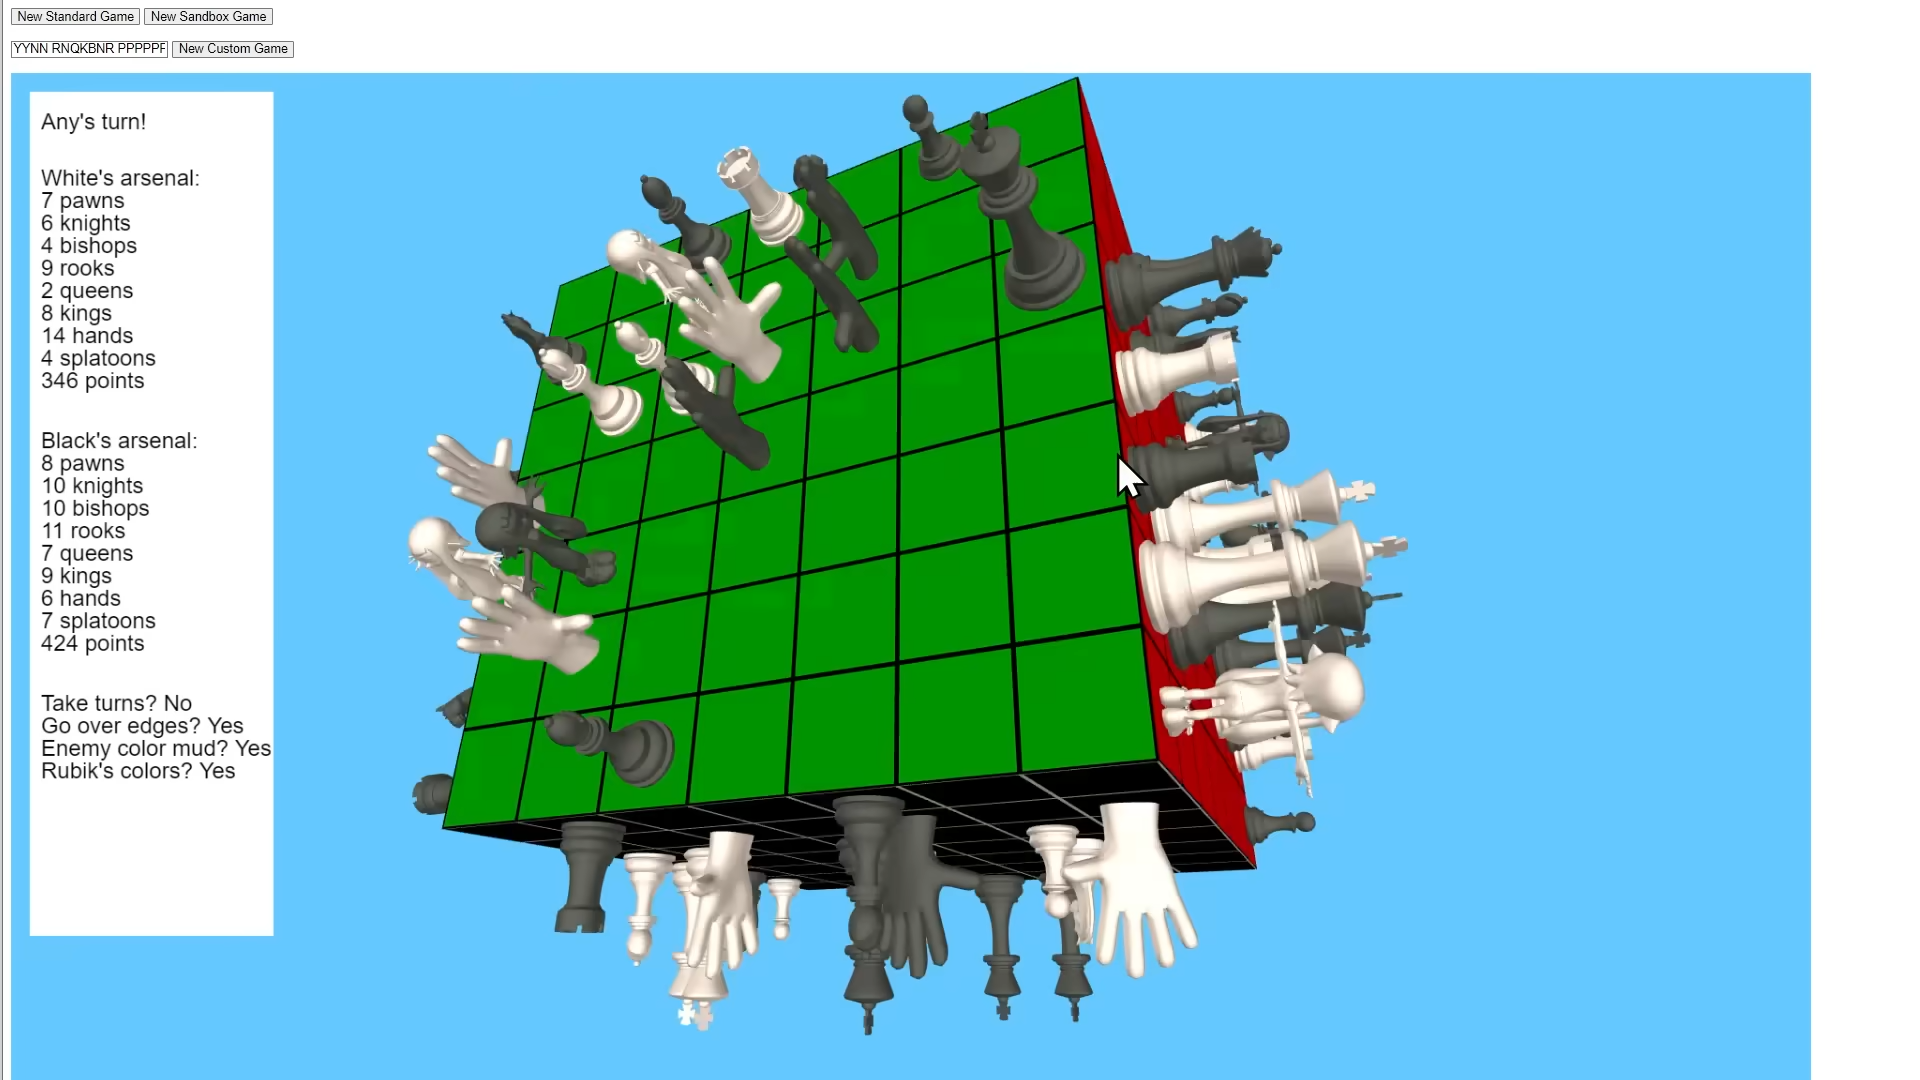 New Standard Game New Sandbox Game
YYNN RNQKBNR PPPPPF New Custom Game
Any's turn!
White's arsenal:
7 pawns
6 knights
4 bishops
9 rooks
2 queens
8 kings
14 hands
4 splatoons
346 points
Black's arsenal:
8 pawns
10 knights
10 bishops
11 rooks
7 queens
9 kings
6 hands
7 splatoons
424 points
Take turns? No
Go over edges? Yes
Enemy color mud? Yes
Rubik's colors? Yes